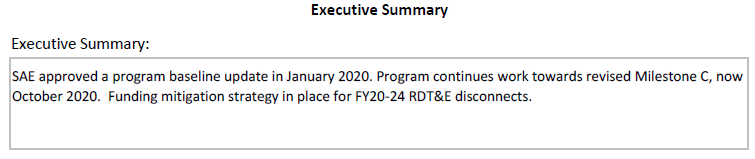 Executive Summary
Executive Summary:
SAE approved a program baseline update in January 2020. Program continues work towards revised Milestone C, now
October 2020.  Funding mitigation strategy in place for FY20-24 RDT&E disconnects.